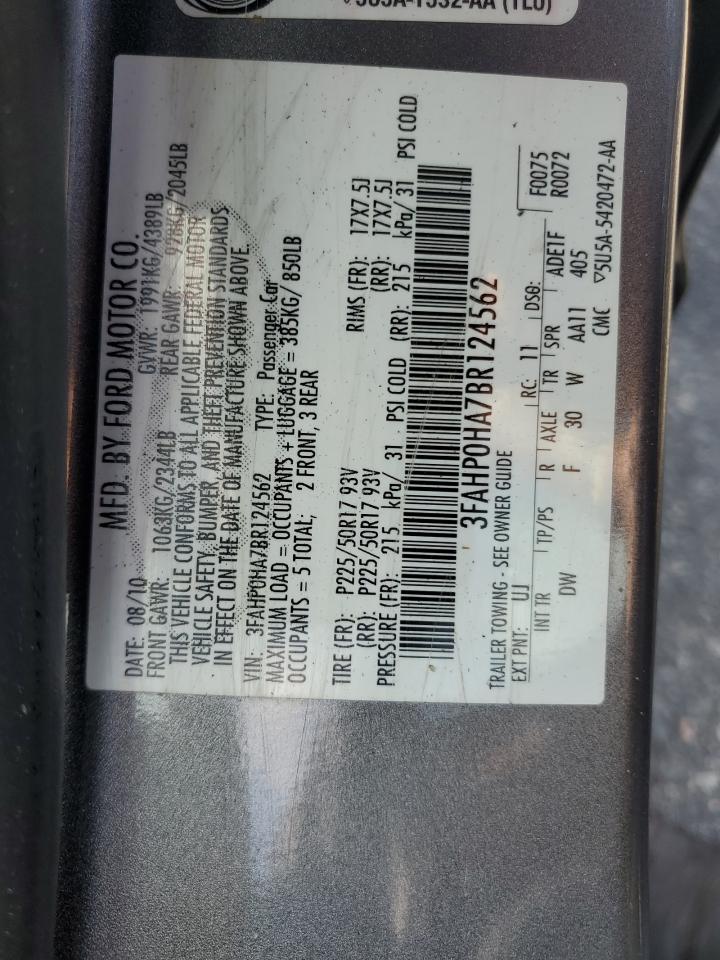 5U5A-1532-AA (TLU)
MFD. BY FORD MOTOR CO.
DATE: 08/10 GVWR: 1991KG/4389LB
FRONT GAWR: 1063KG/2344LB REAR GAWR: 928KG/2045LB
THIS VEHICLE CONFORMS TO ALL APPLICABLE FEDERAL MOTOR
VEHICLE SAFETY, BUMPER, AND THEFT PREVENTION STANDARDS
IN EFFECT ON THE DATE OF MANUFACTURE SHOWN ABOVE.
VIN: 3FAHP0HA7BR124562 TYPE: Passenger Car
MAXIMUM LOAD = OCCUPANTS + LUGGAGE = 385KG/ 850LB
OCCUPANTS = 5 TOTAL; 2 FRONT, 3 REAR
TIRE (FR): P225/50R17 93V RIMS (FR): 17X7.5J
(RR): P225/50R17 93V (RR): 17X7.5J
PRESSURE (FR): 215 kPa/ 31 PSI COLD (RR): 215 kPa/ 31 PSI COLD
3FAHP0HA7BR124562
TRAILER TOWING - SEE OWNER GUIDE
EXT PNT: UJ RC: 11 DSO: F0075
R0072
INT TR TP/PS R AXLE TR SPR ADE1F
DW F 30 W AA11 405
CMC ▽5U5A-5420472-AA